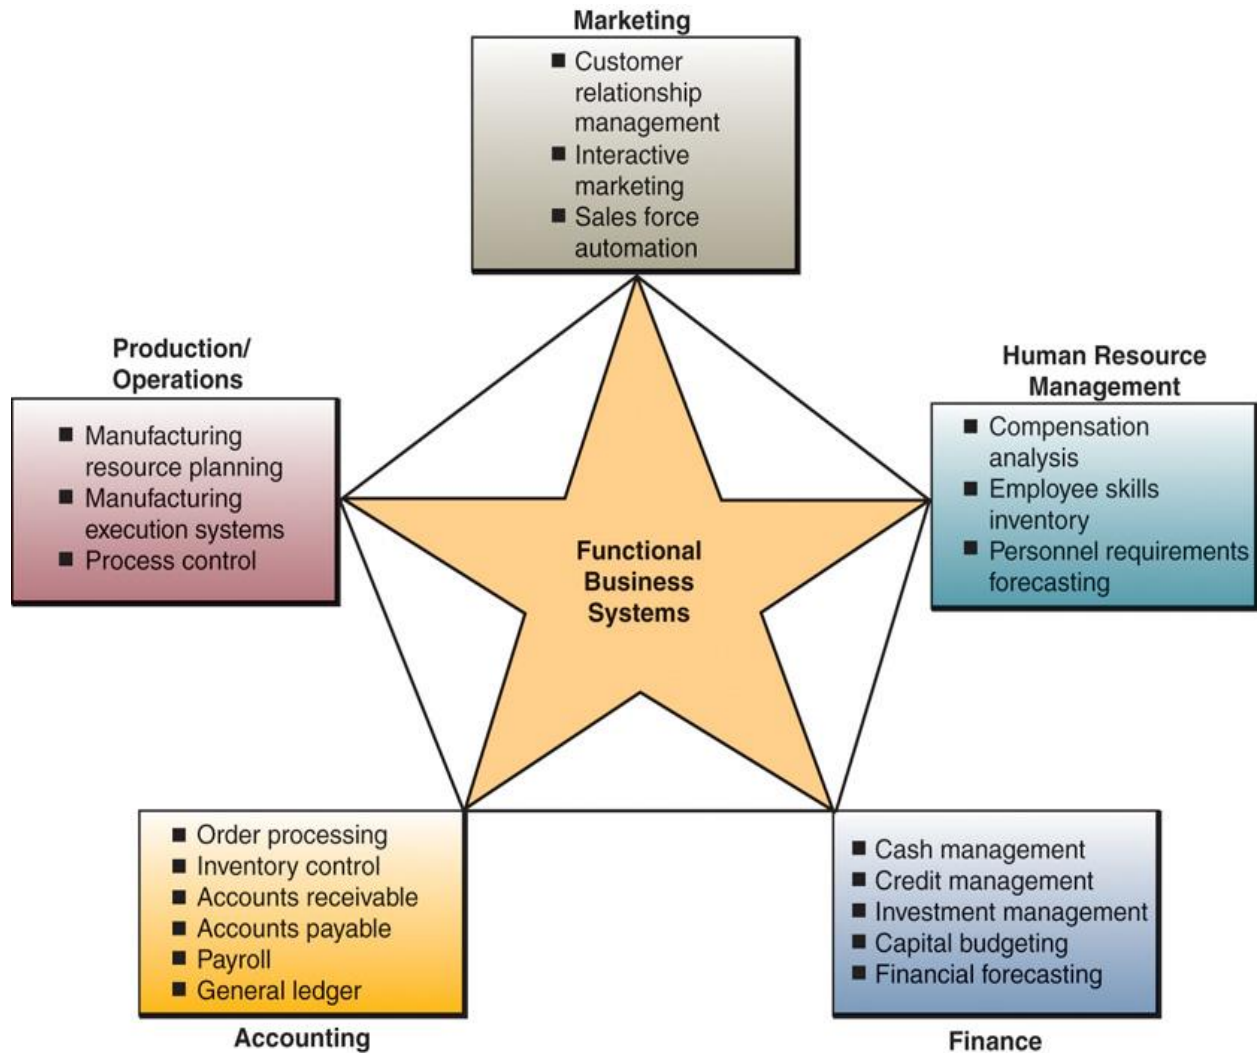 Marketing
■ Customer
relationship
management
■ Interactive
marketing
■ Sales force
automation
Production/
Operations
■ Manufacturing
resource planning
■ Manufacturing
execution systems
■ Process control
Human Resource
Management
■ Compensation
analysis
■ Employee skills
inventory
■ Personnel requirements
forecasting
Functional
Business
Systems
■ Order processing
■ Inventory control
■ Accounts receivable
■ Accounts payable
■ Payroll
■ General ledger
Accounting
■ Cash management
■ Credit management
■ Investment management
■ Capital budgeting
■ Financial forecasting
Finance